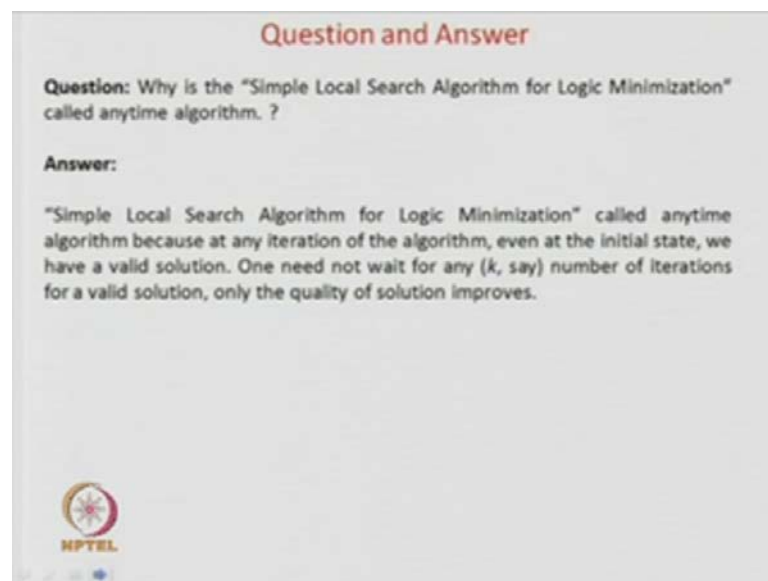 Question and Answer
Question: Why is the "Simple Local Search Algorithm for Logic Minimization"
called anytime algorithm. ?
Answer:
"Simple Local Search Algorithm for Logic Minimization" called anytime
algorithm because at any iteration of the algorithm, even at the initial state, we
have a valid solution. One need not wait for any (k, say) number of iterations
for a valid solution, only the quality of solution improves.
NPTEL